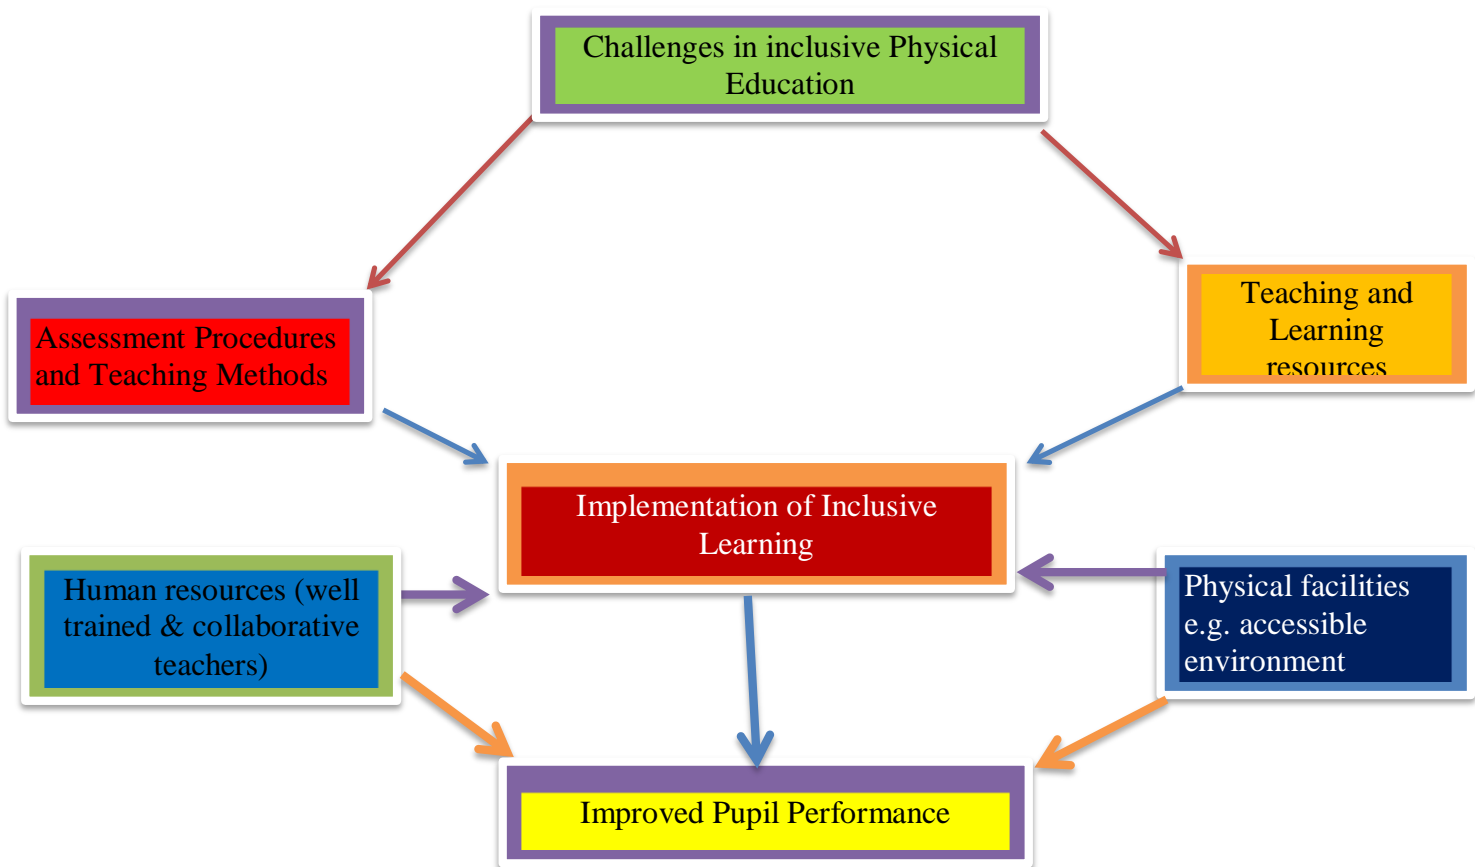 Challenges in inclusive Physical
Education
Assessment Procedures
and Teaching Methods
Teaching and
Learning
resources
Implementation of Inclusive
Learning
Human resources (well
trained & collaborative
teachers)
Physical facilities
e.g. accessible
environment
Improved Pupil Performance